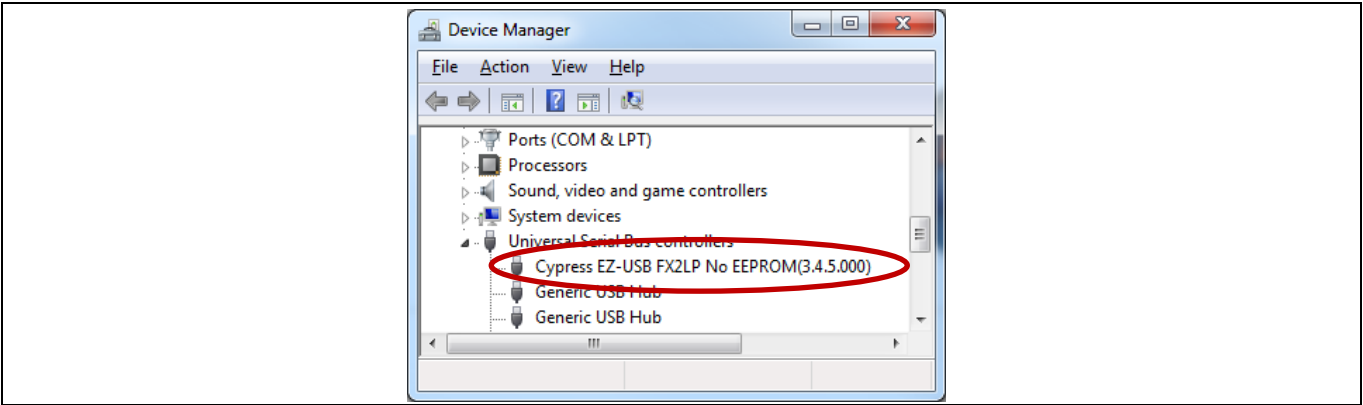 Device Manager
File Action View Help
Ports (COM & LPT)
Processors
Sound, video and game controllers
System devices
Universal Serial Bus controllers
Cypress EZ-USB FX2LP No EEPROM(3.4.5.000)
Generic USB Hub
Generic USB Hub